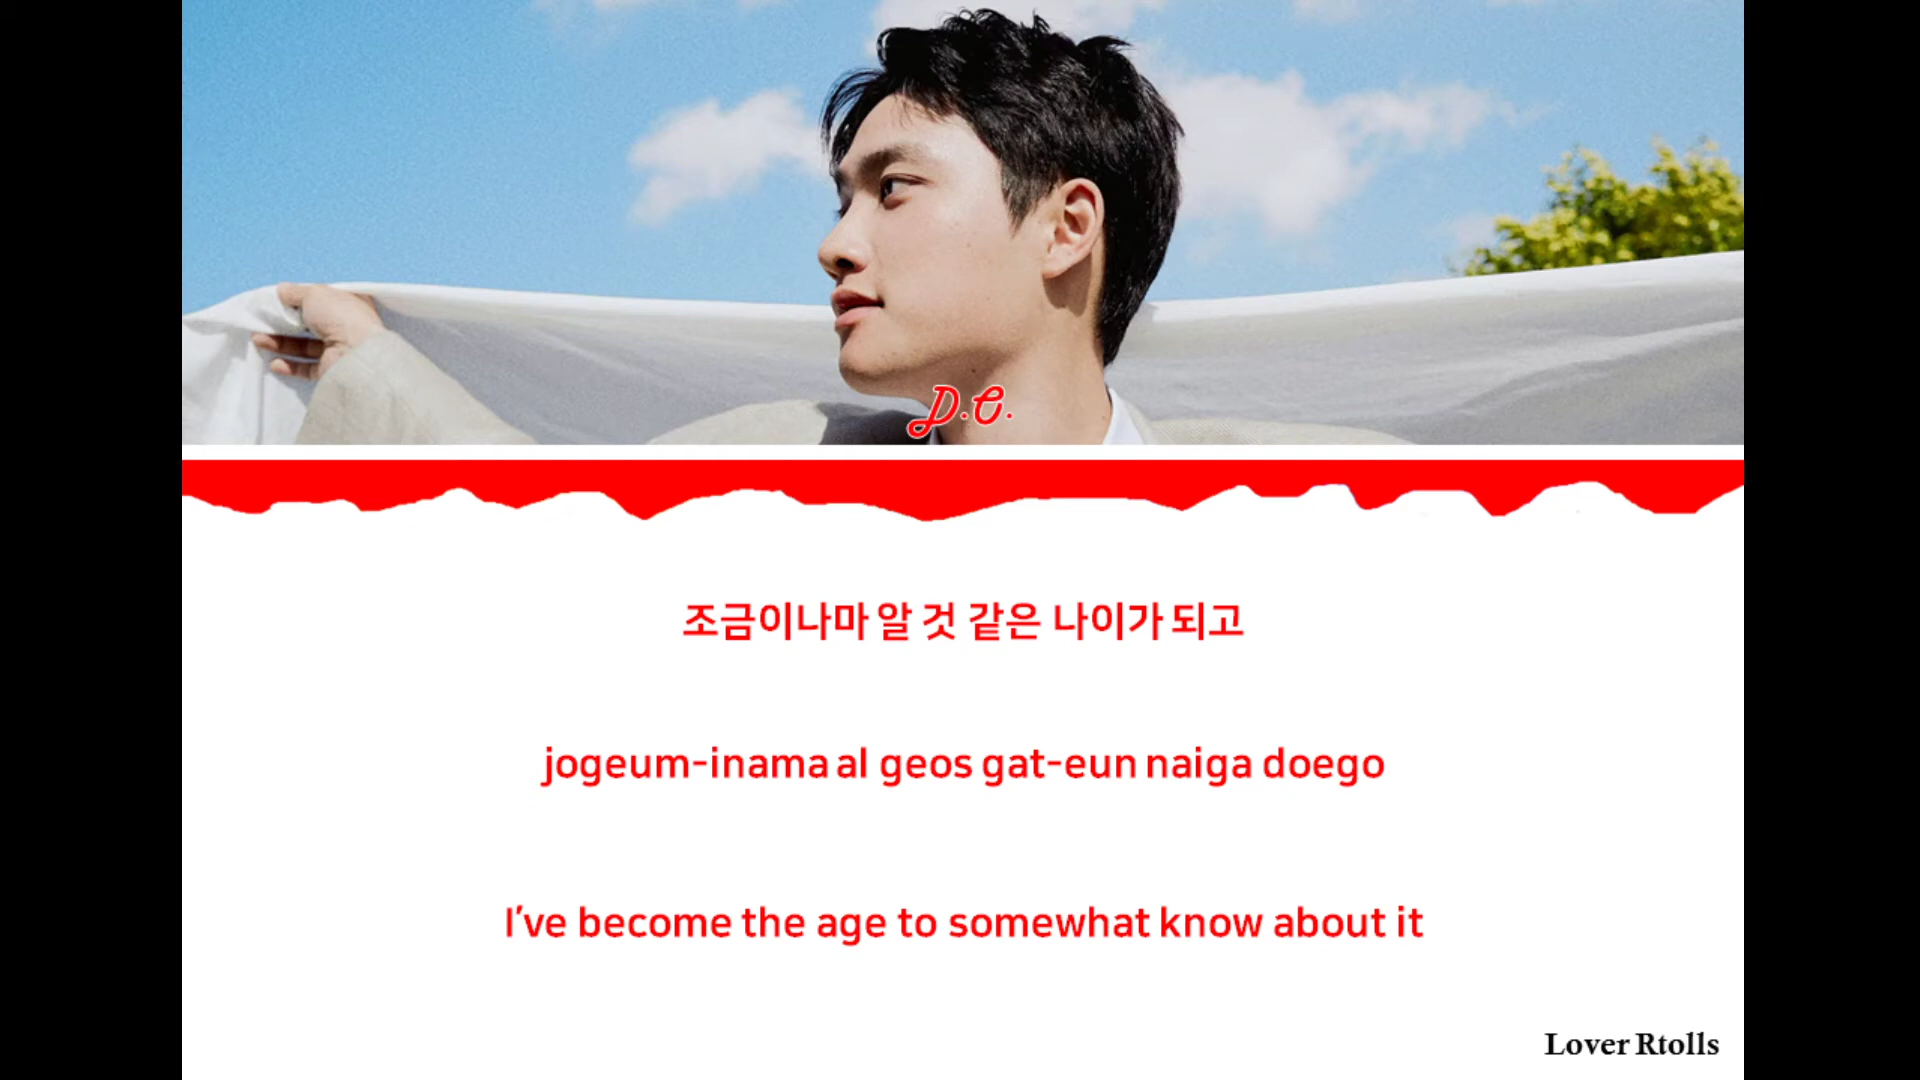 D.O.
조금이나마 알 것 같은 나이가 되고
jogeum-inama al geos gat-eun naiga doego
I've become the age to somewhat know about it
Lover Rtolls